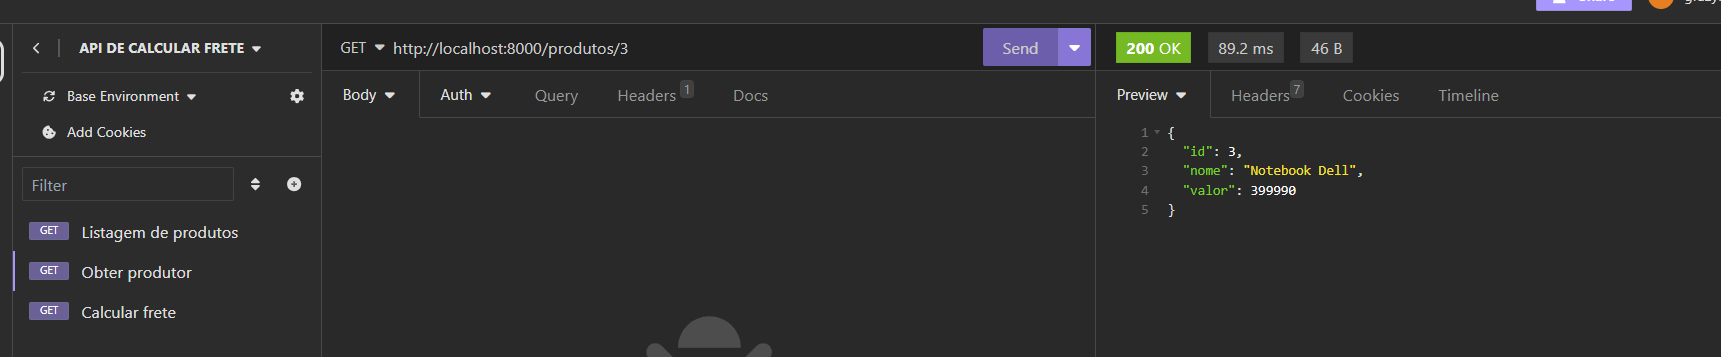 API DE CALCULAR FRETE
Base Environment
Add Cookies
Filter
GET Listagem de produtos
GET Obter produtor
GET Calcular frete
GET http://localhost:8000/produtos/3 Send
Body Auth Query Headers 1 Docs
200 OK 89.2 ms 46 B
Preview Headers 7 Cookies Timeline
1 {
2 "id": 3,
3 "nome": "Notebook Dell",
4 "valor": 399990
5 }